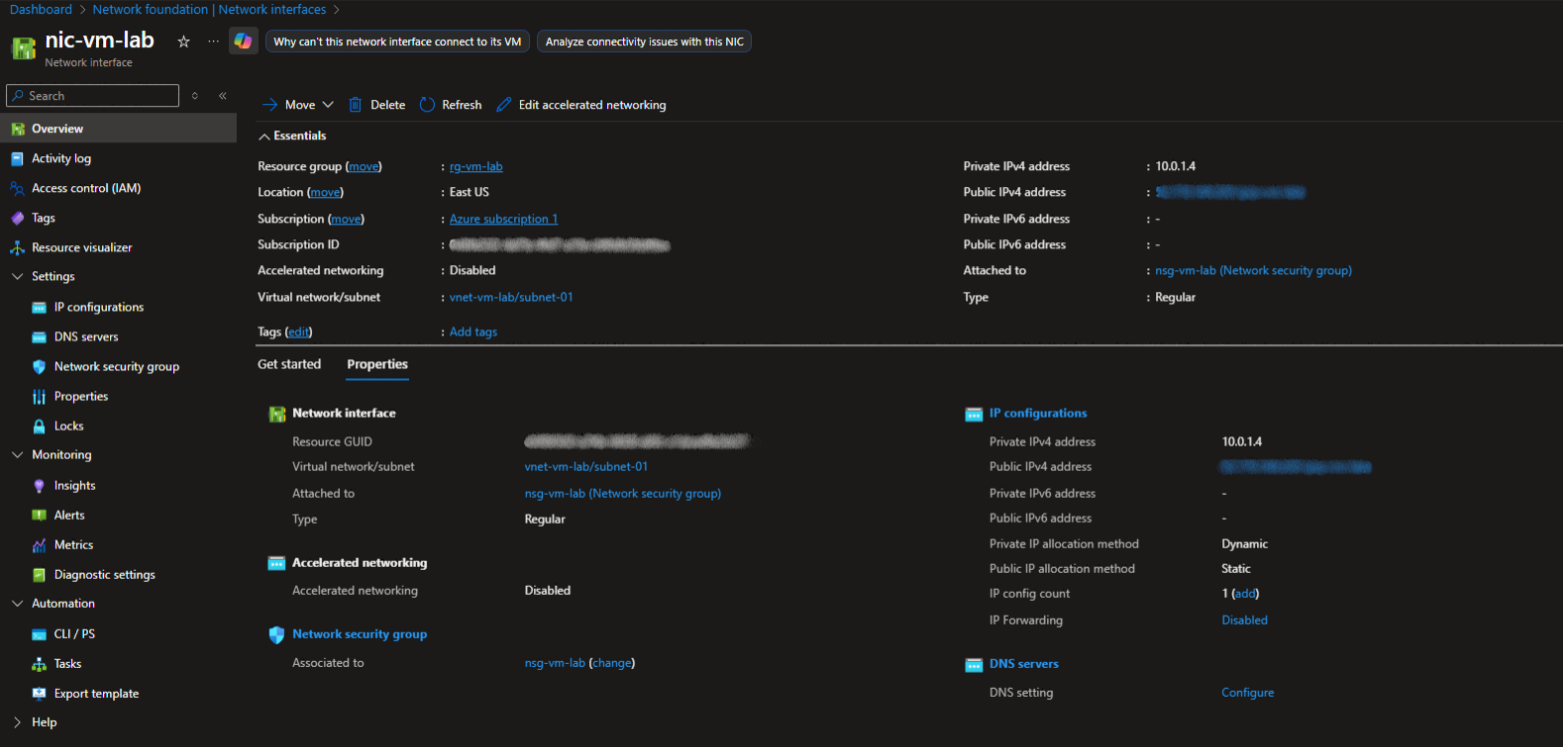 Dashboard > Network foundation | Network interfaces >
nic-vm-lab ☆ ... Why can't this network interface connect to its VM Analyze connectivity issues with this NIC
Network interface
Search
Overview
Activity log
Access control (IAM)
Tags
Resource visualizer
Settings
IP configurations
DNS servers
Network security group
Properties
Locks
Monitoring
Insights
Alerts
Metrics
Diagnostic settings
Automation
CLI / PS
Tasks
Export template
Help
Move Delete Refresh Edit accelerated networking
Essentials
Resource group (move) : rg-vm-lab
Location (move) : East US
Subscription (move) : Azure subscription 1
Subscription ID :
Accelerated networking : Disabled
Virtual network/subnet : vnet-vm-lab/subnet-01
Private IPv4 address : 10.0.1.4
Public IPv4 address :
Private IPv6 address : -
Public IPv6 address : -
Attached to : nsg-vm-lab (Network security group)
Type : Regular
Tags (edit) : Add tags
Get started Properties
Network interface
Resource GUID
Virtual network/subnet vnet-vm-lab/subnet-01
Attached to nsg-vm-lab (Network security group)
Type Regular
Accelerated networking
Accelerated networking Disabled
Network security group
Associated to nsg-vm-lab (change)
IP configurations
Private IPv4 address 10.0.1.4
Public IPv4 address
Private IPv6 address -
Public IPv6 address -
Private IP allocation method Dynamic
Public IP allocation method Static
IP config count 1 (add)
IP Forwarding Disabled
DNS servers
DNS setting Configure